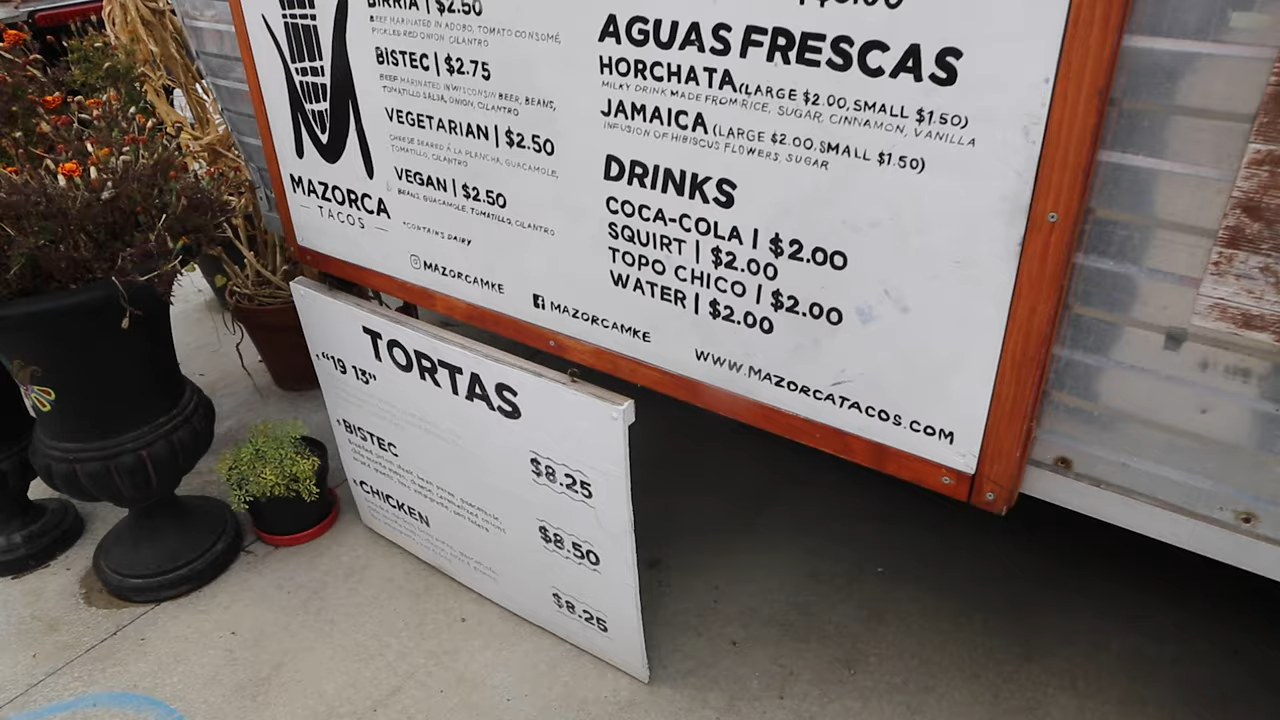 BIRRIA | $2.50
BEEF MARINATED IN ADOBO, TOMATO CONSOMÉ,
PICKLED RED ONION CILANTRO
BISTEC | $2.75
BEEF MARINATED IN WISCONSIN BEER, BEANS,
TOMATILLO SALSA, ONION, CILANTRO
VEGETARIAN | $2.50
CHEESE SEARED Á LA PLANCHA, GUACAMOLE,
TOMATILLO, CILANTRO
VEGAN | $2.50
BEANS, GUACAMOLE, TOMATILLO, CILANTRO
*CONTAINS DAIRY
MAZORCA
TACOS
MAZORCAMKE
MAZORCAMKE
AGUAS FRESCAS
HORCHATA (LARGE $2.00, SMALL $1.50)
MILKY DRINK MADE FROM RICE, SUGAR, CINNAMON, VANILLA
JAMAICA (LARGE $2.00, SMALL $1.50)
INFUSION OF HIBISCUS FLOWERS, SUGAR
DRINKS
COCA-COLA | $2.00
SQUIRT | $2.00
TOPO CHICO | $2.00
WATER | $2.00
WWW.MAZORCATACOS.COM
TORTAS
"19 13"
$8.25
BISTEC
$8.50
CHICKEN
$8.25